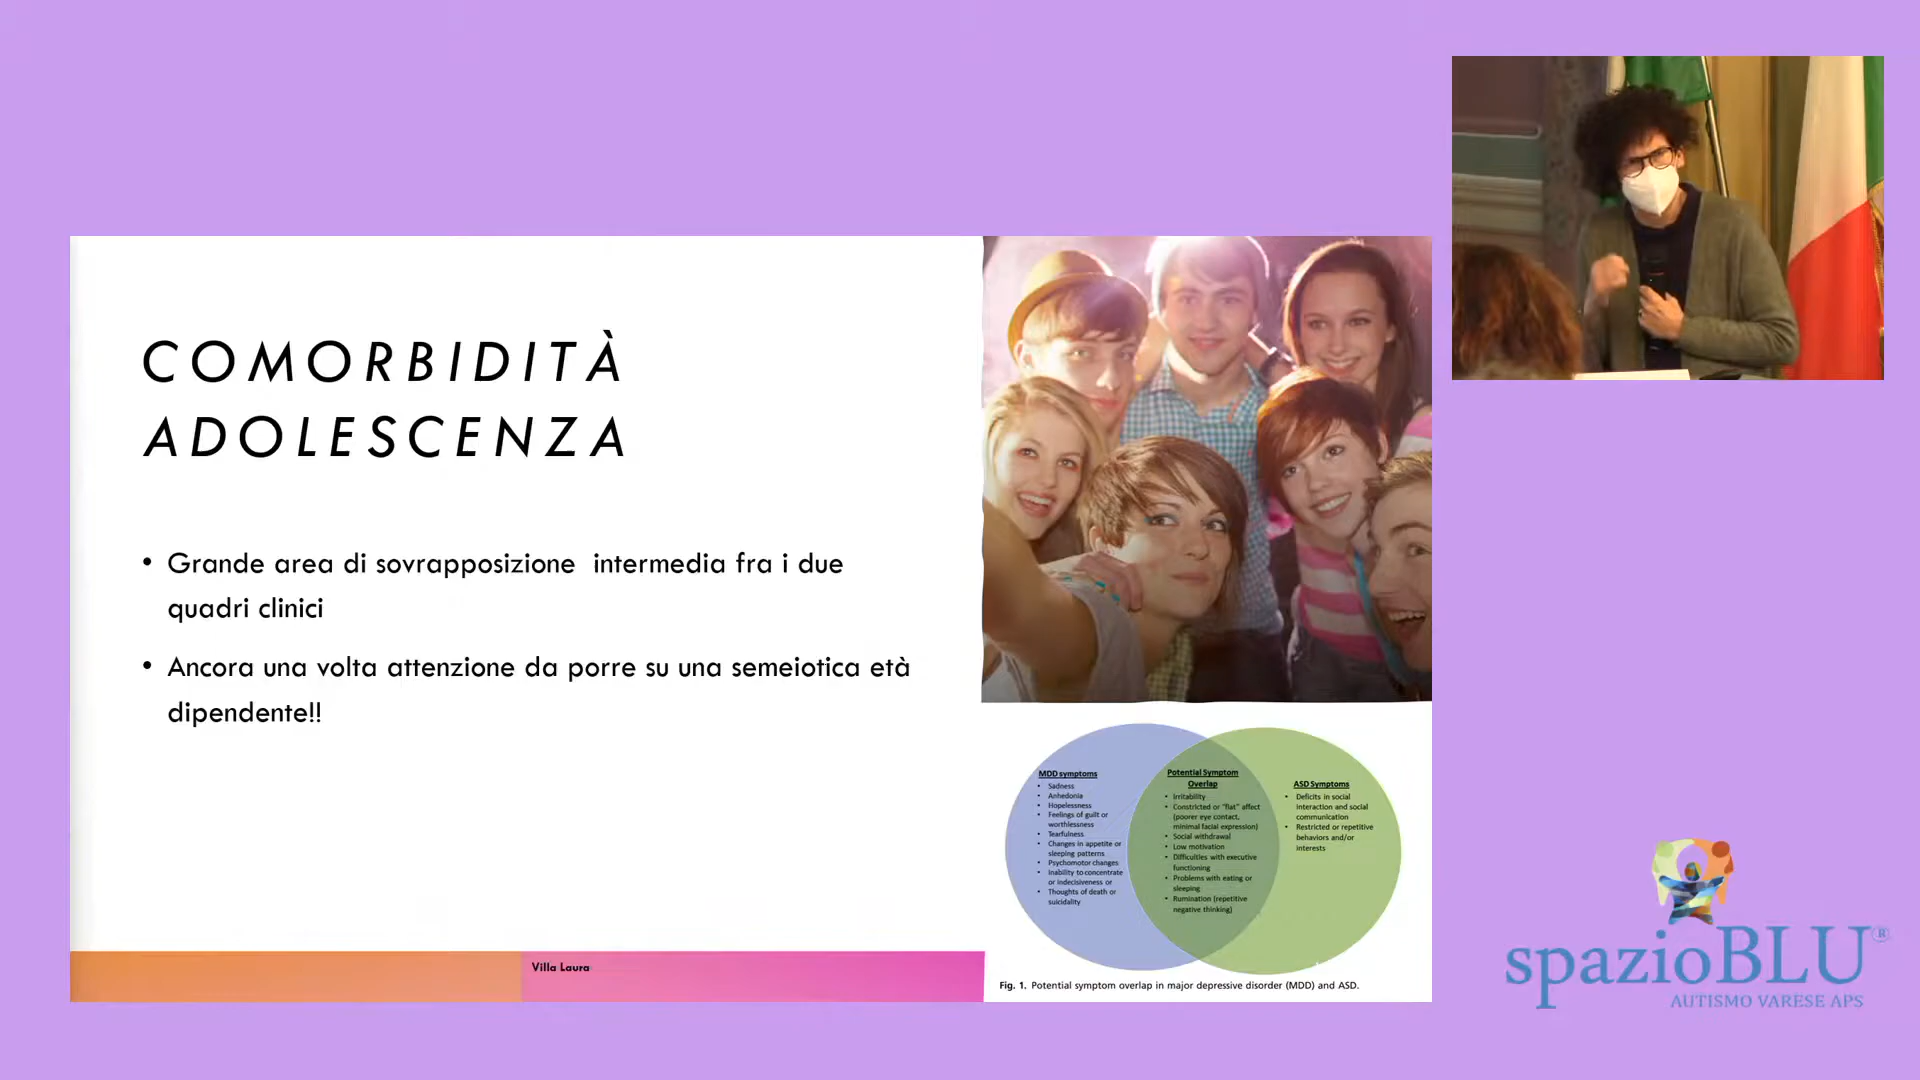 COMORBIDITÀ
ADOLESCENZA
• Grande area di sovrapposizione intermedia fra i due
quadri clinici
• Ancora una volta attenzione da porre su una semeiotica età
dipendente!!
Villa Laura
MDD symptoms
• Sadness
• Anhedonia
• Hopelessness
• Feelings of guilt or
worthlessness
• Tearfulness
• Changes in appetite or
sleeping patterns
• Psychomotor changes
• Inability to concentrate
or indecisiveness or
• Thoughts of death or
suicidality
Potential Symptom
Overlap
• Irritability
• Constricted or "flat" affect
(poorer eye contact,
minimal facial expression)
• Social withdrawal
• Low motivation
• Difficulties with executive
functioning
• Problems with eating or
sleeping
• Rumination (repetitive
negative thinking)
ASD Symptoms
• Deficits in social
interaction and social
communication
• Restricted or repetitive
behaviors and/or
interests
Fig. 1. Potential symptom overlap in major depressive disorder (MDD) and ASD.
spazioBLU®
AUTISMO VARESE APS